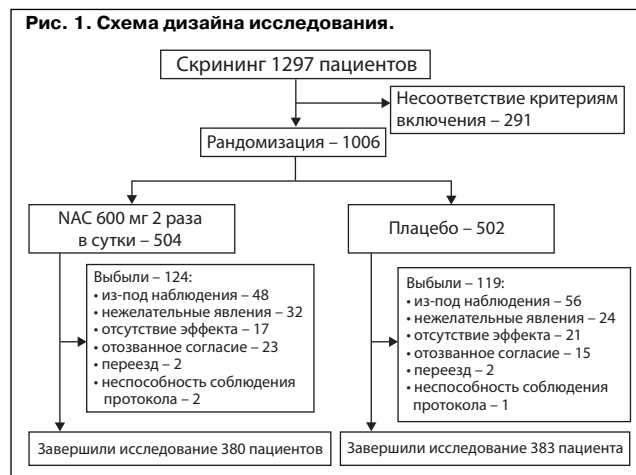 Рис. 1. Схема дизайна исследования.
Скрининг 1297 пациентов
Несоответствие критериям
включения – 291
Рандомизация – 1006
NAC 600 мг 2 раза
в сутки – 504
Плацебо – 502
Выбыли – 124:
• из-под наблюдения – 48
• нежелательные явления – 32
• отсутствие эффекта – 17
• отозванное согласие – 23
• переезд – 2
• неспособность соблюдения
протокола – 2
Выбыли – 119:
• из-под наблюдения – 56
• нежелательные явления – 24
• отсутствие эффекта – 21
• отозванное согласие – 15
• переезд – 2
• неспособность соблюдения
протокола – 1
Завершили исследование 380 пациентов
Завершили исследование 383 пациента